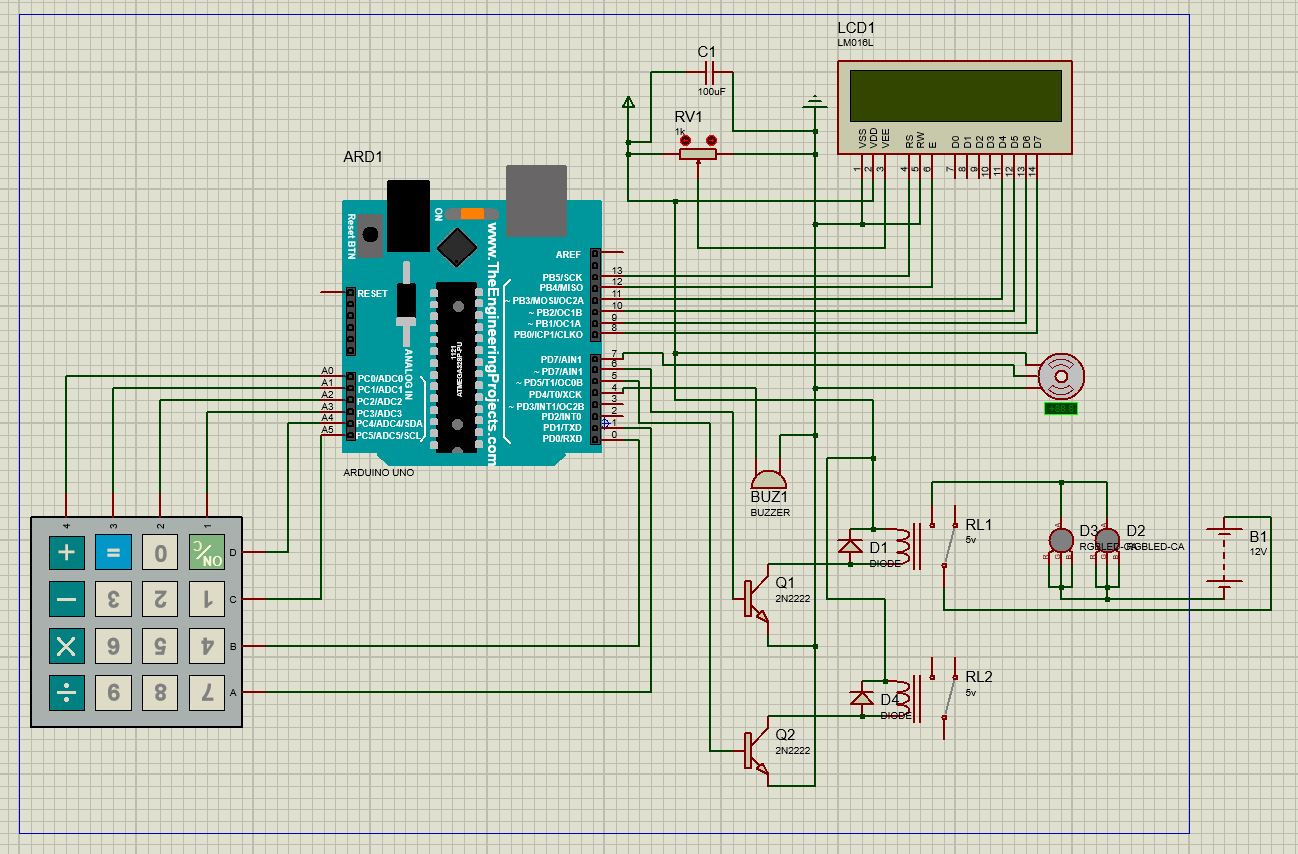 LCD1
LM016L
C1
100uF
RV1
1k
VSS VDD VEE RS RW E D0 D1 D2 D3 D4 D5 D6 D7
1 2 3 4 5 6 7 8 9 10 11 12 13 14
ARD1
Reset BTN
ON
www.TheEngineeringProjects.com
ANALOG IN
1121
ATMEGA328P-PU
AREF
PB5/SCK 13
PB4/MISO 12
~ PB3/MOSI/OC2A 11
~ PB2/OC1B 10
~ PB1/OC1A 9
PB0/ICP1/CLKO 8
PD7/AIN1 7
~ PD7/AIN1 6
~ PD5/T1/OC0B 5
PD4/T0/XCK 4
~ PD3/INT1/OC2B 3
PD2/INT0 2
PD1/TXD 1
PD0/RXD 0
RESET
A0 PC0/ADC0
A1 PC1/ADC1
A2 PC2/ADC2
A3 PC3/ADC3
A4 PC4/ADC4/SDA
A5 PC5/ADC5/SCL
ARDUINO UNO
4 3 2 1
+ = 0 ON/C D
− 3 2 1 C
× 6 5 4 B
÷ 9 8 7 A
BUZ1
BUZZER
D1
DIODE
RL1
5v
Q1
2N2222
D3
RGBLED-CA
D2
RGBLED-CA
A
R G B
A
R G B
B1
12V
D4
DIODE
RL2
5v
Q2
2N2222